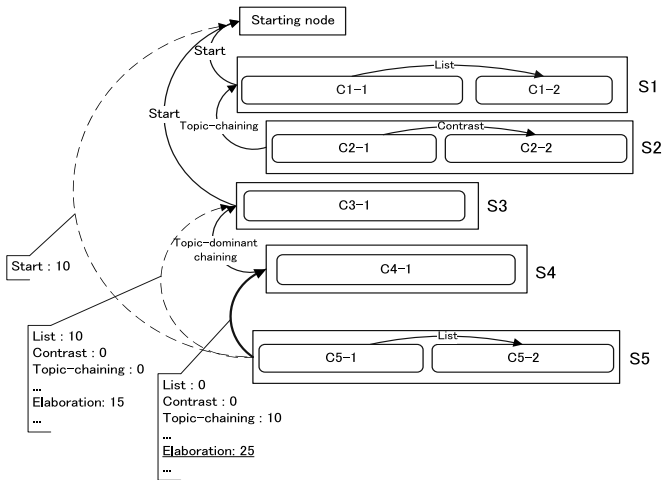 Starting node
Start
List
C1-1 C1-2 S1
Start
Topic-chaining
Contrast
C2-1 C2-2 S2
C3-1 S3
Topic-dominant
chaining
C4-1 S4
Start : 10
List
C5-1 C5-2 S5
List : 10
Contrast : 0
Topic-chaining : 0
...
Elaboration: 15
...
List : 0
Contrast : 0
Topic-chaining : 10
...
Elaboration: 25
...